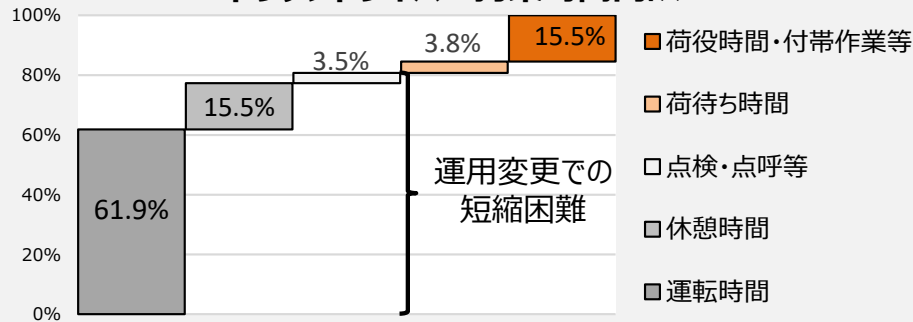 100%
80%
60%
40%
20%
0%
61.9%
15.5%
3.5%
3.8%
15.5%
運用変更での
短縮困難
荷役時間・付帯作業等
荷待ち時間
点検・点呼等
休憩時間
運転時間